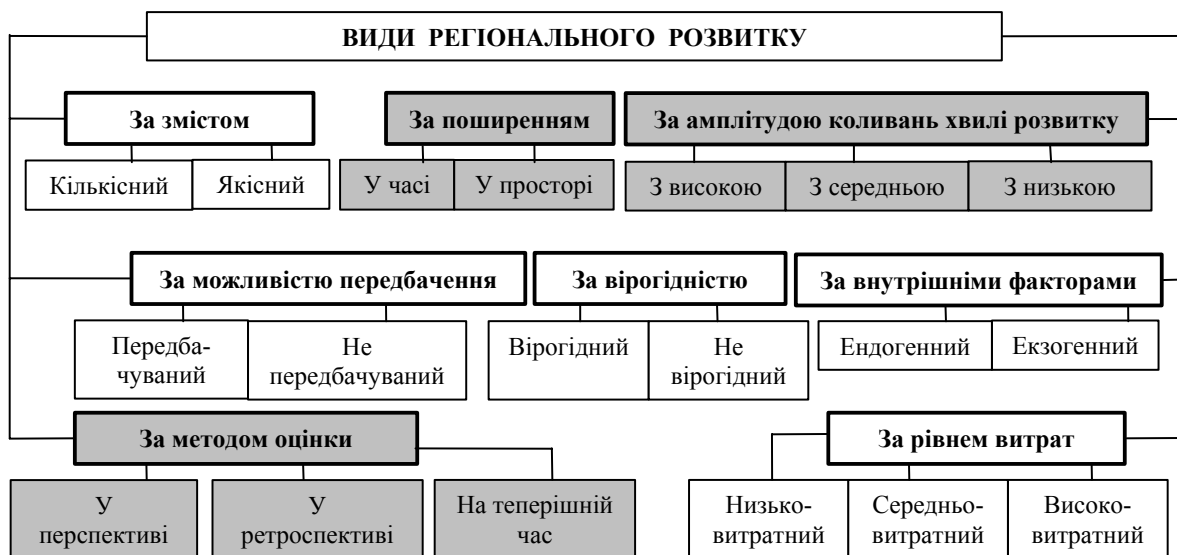 ВИДИ РЕГІОНАЛЬНОГО РОЗВИТКУ
За змістом
За поширенням
За амплітудою коливань хвилі розвитку
Кількісний
Якісний
У часі
У просторі
З високою
З середньою
З низькою
За можливістю передбачення
За вірогідністю
За внутрішніми факторами
Передба-
чуваний
Не
передбачуваний
Вірогідний
Не
вірогідний
Ендогенний
Екзогенний
За методом оцінки
За рівнем витрат
У
перспективі
У
ретроспективі
На теперішній
час
Низько-
витратний
Середньо-
витратний
Високо-
витратний